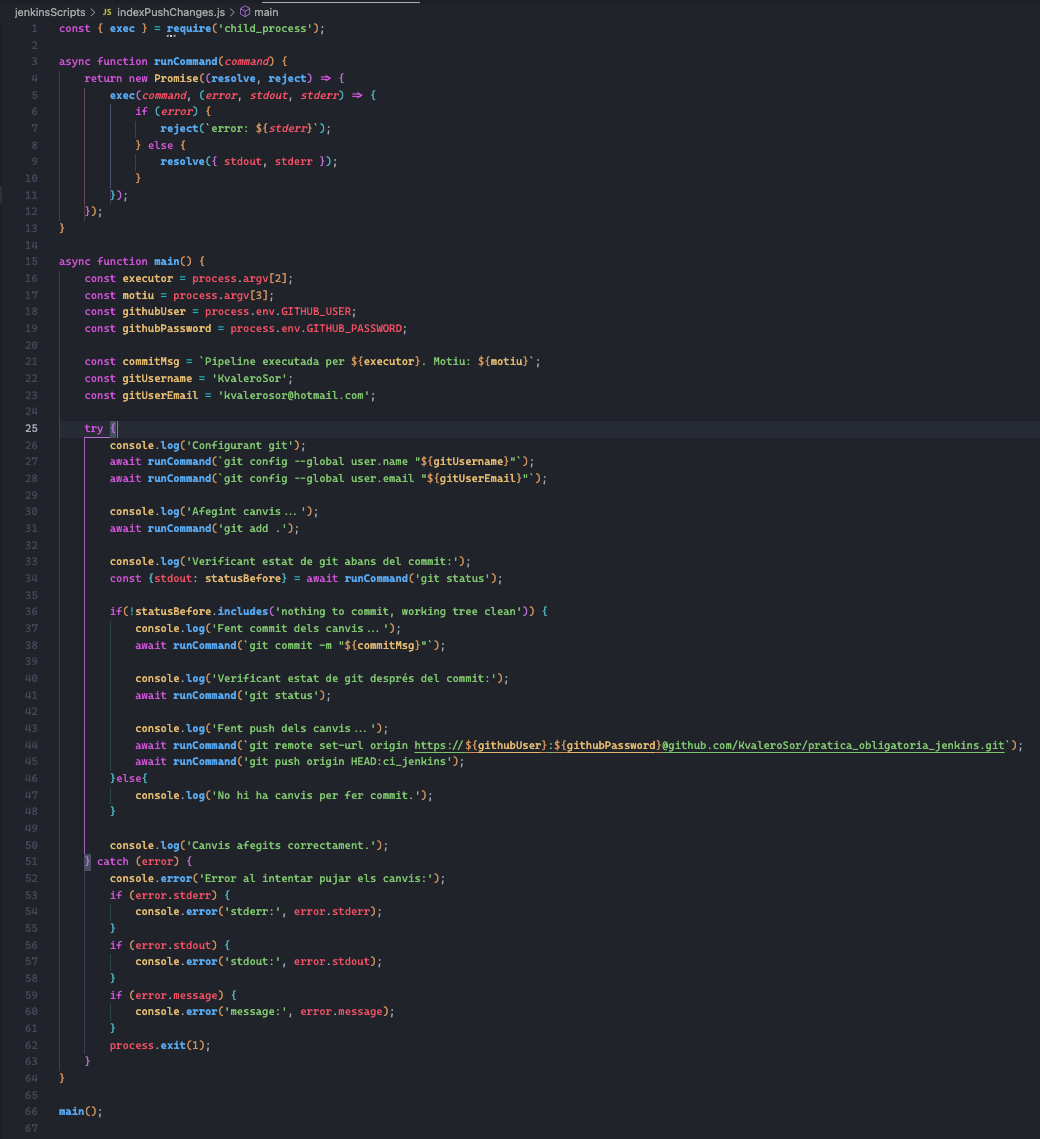 jenkinsScripts > JS indexPushChanges.js > main
1 const { exec } = require('child_process');
2
3 async function runCommand(command) {
4 return new Promise((resolve, reject) => {
5 exec(command, (error, stdout, stderr) => {
6 if (error) {
7 reject(`error: ${stderr}`);
8 } else {
9 resolve({ stdout, stderr });
10 }
11 });
12 });
13 }
14
15 async function main() {
16 const executor = process.argv[2];
17 const motiu = process.argv[3];
18 const githubUser = process.env.GITHUB_USER;
19 const githubPassword = process.env.GITHUB_PASSWORD;
20
21 const commitMsg = `Pipeline executada per ${executor}. Motiu: ${motiu}`;
22 const gitUsername = 'KvaleroSor';
23 const gitUserEmail = 'kvalerosor@hotmail.com';
24
25 try {
26 console.log('Configurant git');
27 await runCommand(`git config --global user.name "${gitUsername}"`);
28 await runCommand(`git config --global user.email "${gitUserEmail}"`);
29
30 console.log('Afegint canvis...');
31 await runCommand('git add .');
32
33 console.log('Verificant estat de git abans del commit:');
34 const {stdout: statusBefore} = await runCommand('git status');
35
36 if(!statusBefore.includes('nothing to commit, working tree clean')) {
37 console.log('Fent commit dels canvis...');
38 await runCommand(`git commit -m "${commitMsg}"`);
39
40 console.log('Verificant estat de git després del commit:');
41 await runCommand('git status');
42
43 console.log('Fent push dels canvis...');
44 await runCommand(`git remote set-url origin https://${githubUser}:${githubPassword}@github.com/KvaleroSor/pratica_obligatoria_jenkins.git`);
45 await runCommand('git push origin HEAD:ci_jenkins');
46 }else{
47 console.log('No hi ha canvis per fer commit.');
48 }
49
50 console.log('Canvis afegits correctament.');
51 } catch (error) {
52 console.error('Error al intentar pujar els canvis:');
53 if (error.stderr) {
54 console.error('stderr:', error.stderr);
55 }
56 if (error.stdout) {
57 console.error('stdout:', error.stdout);
58 }
59 if (error.message) {
60 console.error('message:', error.message);
61 }
62 process.exit(1);
63 }
64 }
65
66 main();
67